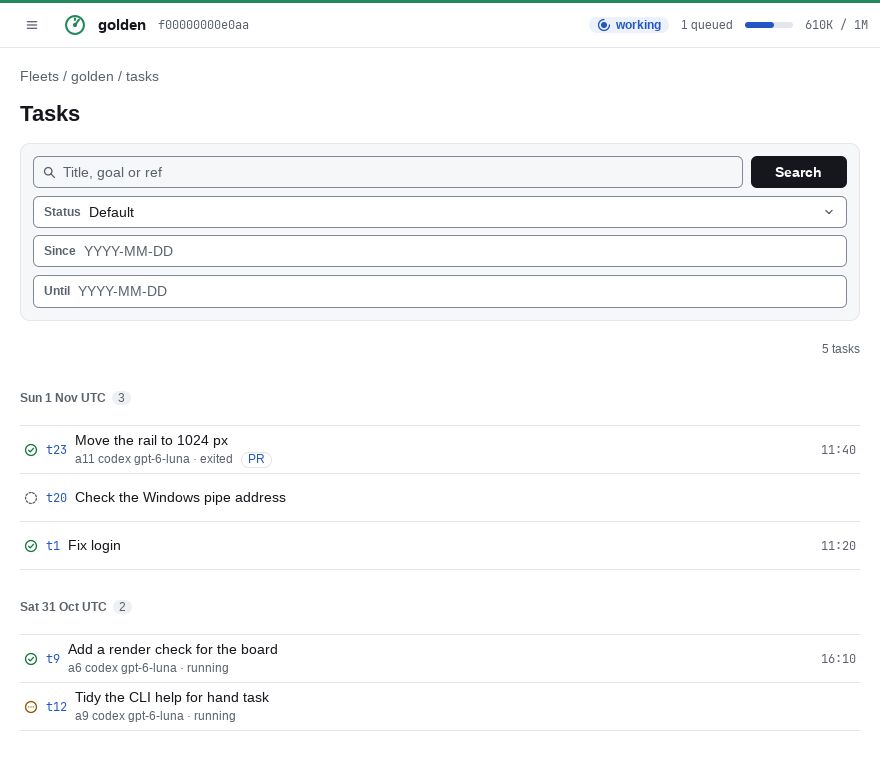 golden f00000000e0aa working 1 queued 610K / 1M
Fleets / golden / tasks
Tasks
Title, goal or ref Search
Status Default
Since YYYY-MM-DD
Until YYYY-MM-DD
5 tasks
Sun 1 Nov UTC 3
t23 Move the rail to 1024 px 11:40
a11 codex gpt-6-luna · exited PR
t20 Check the Windows pipe address
t1 Fix login 11:20
Sat 31 Oct UTC 2
t9 Add a render check for the board 16:10
a6 codex gpt-6-luna · running
t12 Tidy the CLI help for hand task
a9 codex gpt-6-luna · running